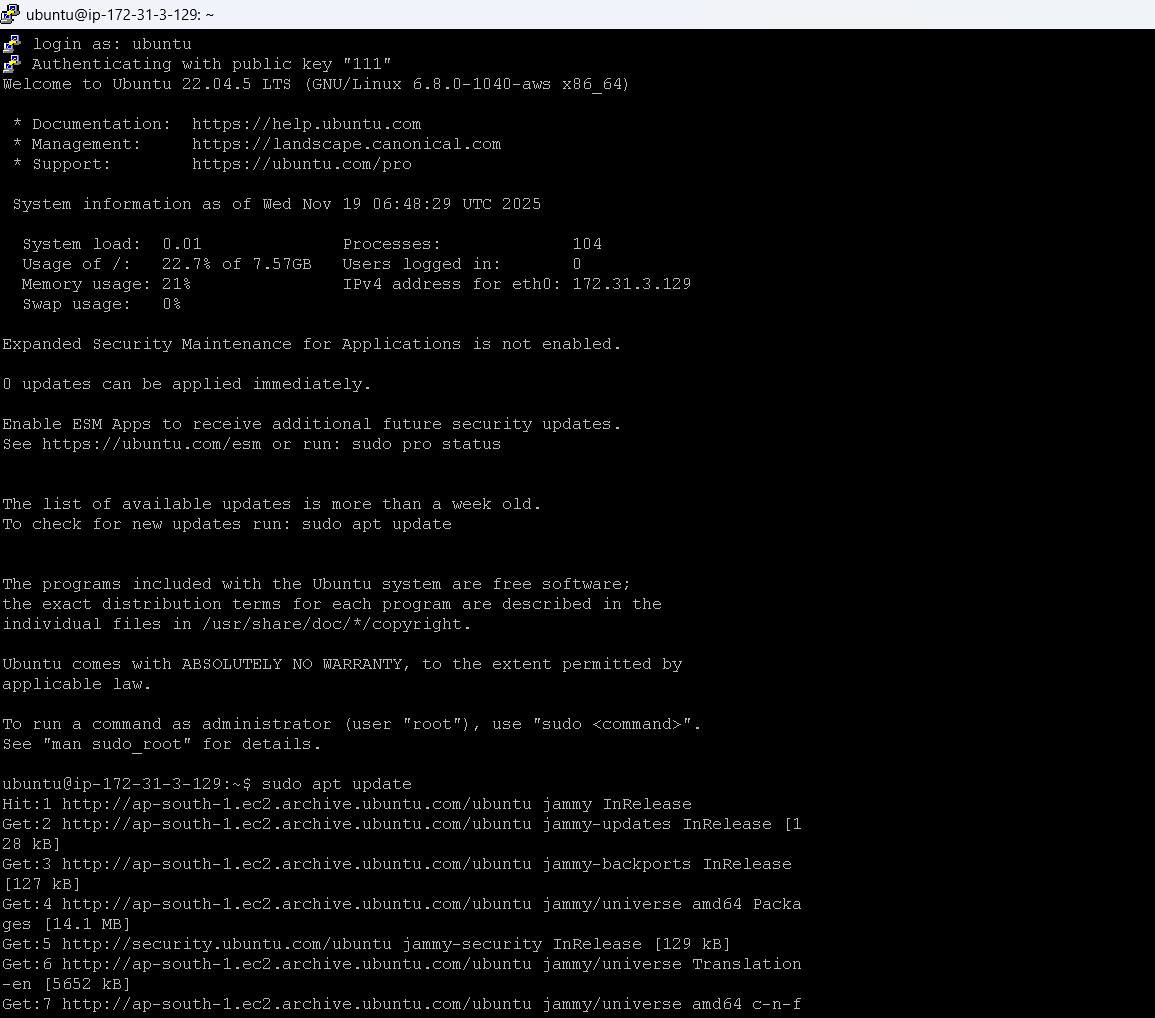 ubuntu@ip-172-31-3-129: ~
login as: ubuntu
Authenticating with public key "111"
Welcome to Ubuntu 22.04.5 LTS (GNU/Linux 6.8.0-1040-aws x86_64)
* Documentation:  https://help.ubuntu.com
* Management:     https://landscape.canonical.com
* Support:        https://ubuntu.com/pro
System information as of Wed Nov 19 06:48:29 UTC 2025
System load:  0.01              Processes:             104
Usage of /:   22.7% of 7.57GB   Users logged in:       0
Memory usage: 21%               IPv4 address for eth0: 172.31.3.129
Swap usage:   0%
Expanded Security Maintenance for Applications is not enabled.
0 updates can be applied immediately.
Enable ESM Apps to receive additional future security updates.
See https://ubuntu.com/esm or run: sudo pro status
The list of available updates is more than a week old.
To check for new updates run: sudo apt update
The programs included with the Ubuntu system are free software;
the exact distribution terms for each program are described in the
individual files in /usr/share/doc/*/copyright.
Ubuntu comes with ABSOLUTELY NO WARRANTY, to the extent permitted by
applicable law.
To run a command as administrator (user "root"), use "sudo <command>".
See "man sudo_root" for details.
ubuntu@ip-172-31-3-129:~$ sudo apt update
Hit:1 http://ap-south-1.ec2.archive.ubuntu.com/ubuntu jammy InRelease
Get:2 http://ap-south-1.ec2.archive.ubuntu.com/ubuntu jammy-updates InRelease [1
28 kB]
Get:3 http://ap-south-1.ec2.archive.ubuntu.com/ubuntu jammy-backports InRelease
[127 kB]
Get:4 http://ap-south-1.ec2.archive.ubuntu.com/ubuntu jammy/universe amd64 Packa
ges [14.1 MB]
Get:5 http://security.ubuntu.com/ubuntu jammy-security InRelease [129 kB]
Get:6 http://ap-south-1.ec2.archive.ubuntu.com/ubuntu jammy/universe Translation
-en [5652 kB]
Get:7 http://ap-south-1.ec2.archive.ubuntu.com/ubuntu jammy/universe amd64 c-n-f